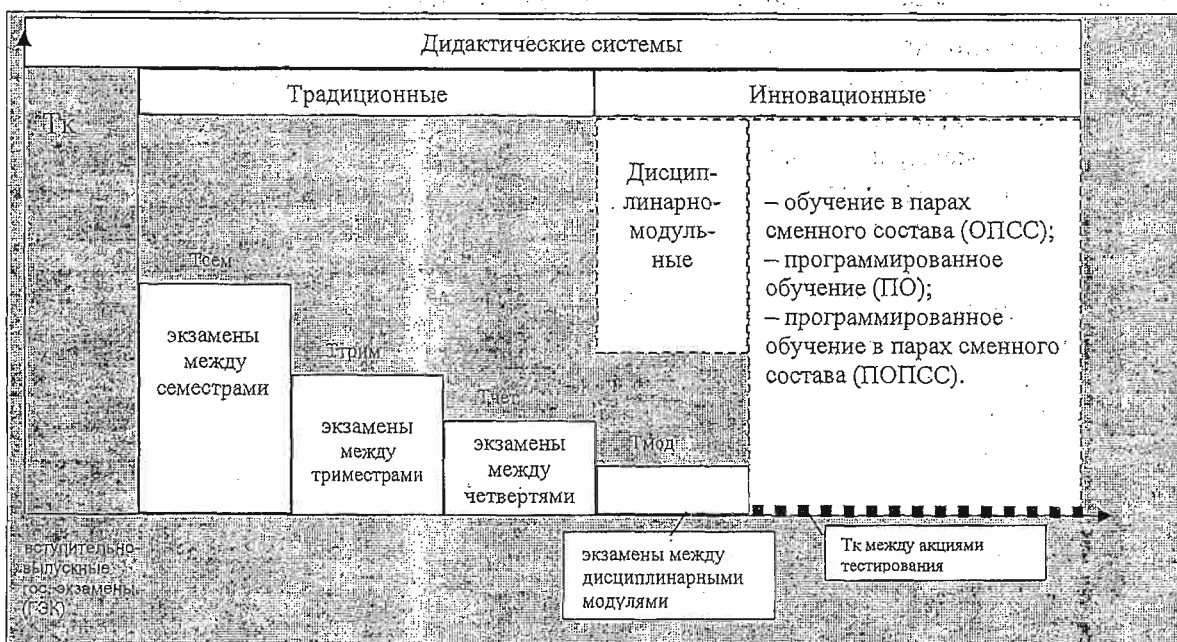 Дидактические системы
Традиционные
Инновационные
Тк
Дисцип-
линарно-
модуль-
ные
– обучение в парах
сменного состава (ОПСС);
– программированное
обучение (ПО);
– программированное
обучение в парах сменного
состава (ПОПСС).
Тсем
экзамены
между
семестрами
Ттрим
экзамены
между
триместрами
Тчет
экзамены
между
четвертями
Тмод
экзамены между
дисциплинарными
модулями
Тк между акциями
тестирования
вступительно-
выпускные
гос. экзамены
(ГЭК)